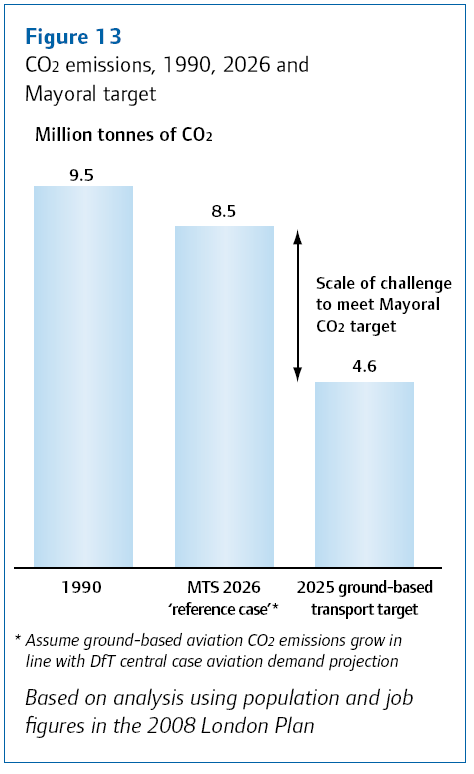 Figure 13
CO2 emissions, 1990, 2026 and
Mayoral target
Million tonnes of CO2
9.5
8.5
Scale of challenge
to meet Mayoral
CO2 target
4.6
1990
MTS 2026
‘reference case’*
2025 ground-based
transport target
* Assume ground-based aviation CO2 emissions grow in
line with DfT central case aviation demand projection
Based on analysis using population and job
figures in the 2008 London Plan